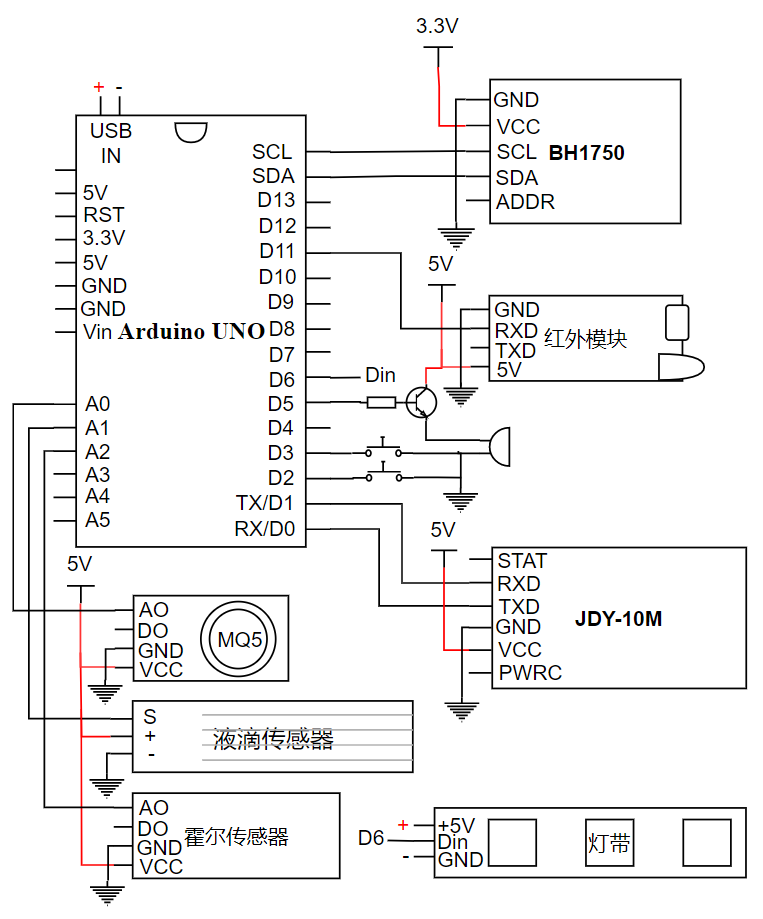 3.3V
+ -
USB
IN
5V
RST
3.3V
5V
GND
GND
Vin
Arduino UNO
A0
A1
A2
A3
A4
A5
SCL
SDA
D13
D12
D11
D10
D9
D8
D7
D6
D5
D4
D3
D2
TX/D1
RX/D0
Din
GND
VCC
SCL
SDA
ADDR
BH1750
5V
GND
RXD
TXD
5V
红外模块
5V
STAT
RXD
TXD
GND
VCC
PWRC
JDY-10M
5V
AO
DO
GND
VCC
MQ5
S
+
-
液滴传感器
AO
DO
GND
VCC
霍尔传感器
D6
+
-
+5V
Din
GND
灯带